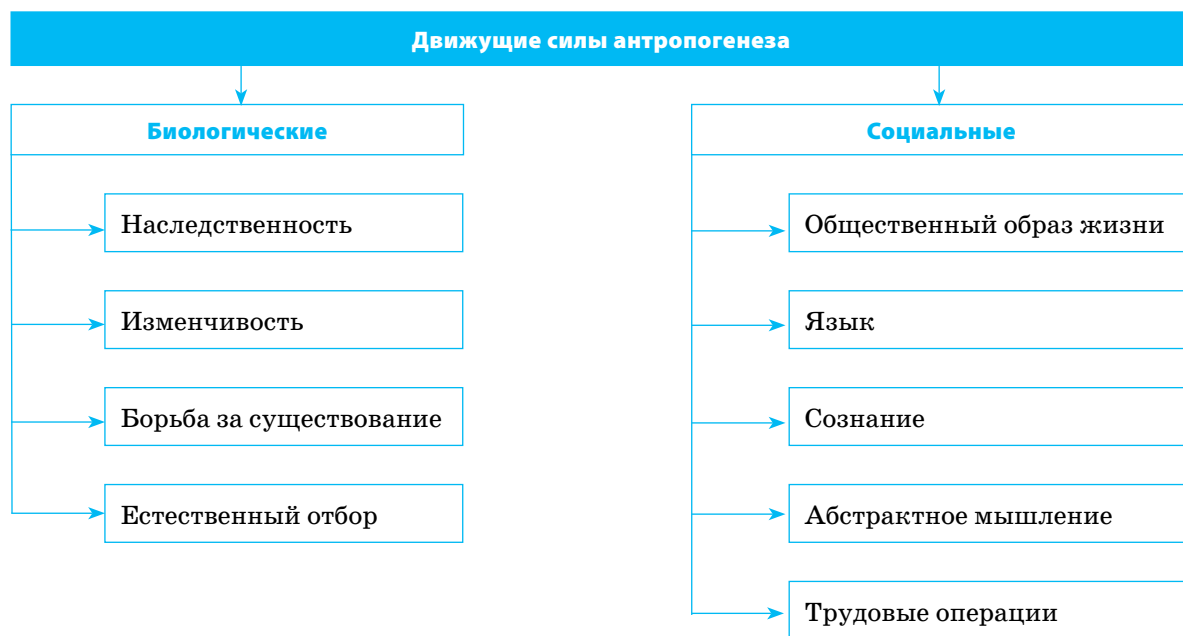 Движущие силы антропогенеза
Биологические
Наследственность
Изменчивость
Борьба за существование
Естественный отбор
Социальные
Общественный образ жизни
Язык
Сознание
Абстрактное мышление
Трудовые операции